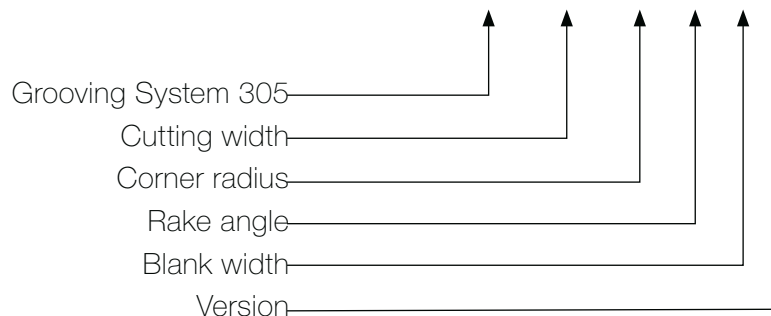 Grooving System 305
Cutting width
Corner radius
Rake angle
Blank width
Version